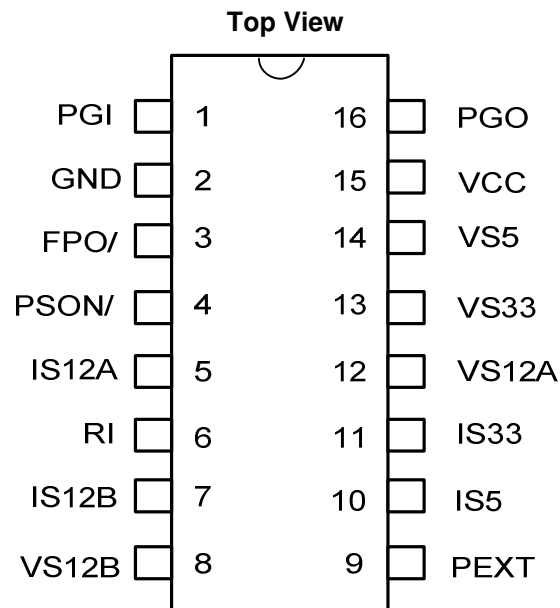 Top View
PGI 1 16 PGO
GND 2 15 VCC
FPO/ 3 14 VS5
PSON/ 4 13 VS33
IS12A 5 12 VS12A
RI 6 11 IS33
IS12B 7 10 IS5
VS12B 8 9 PEXT